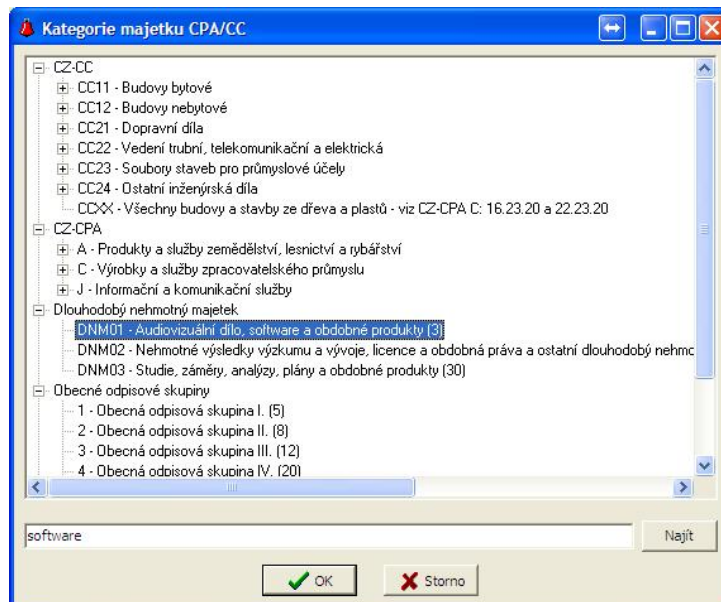 Kategorie majetku CPA/CC
CZ-CC
CC11 - Budovy bytové
CC12 - Budovy nebytové
CC21 - Dopravní díla
CC22 - Vedení trubní, telekomunikační a elektrická
CC23 - Soubory staveb pro průmyslové účely
CC24 - Ostatní inženýrská díla
CCXX - Všechny budovy a stavby ze dřeva a plastů - viz CZ-CPA C: 16.23.20 a 22.23.20
CZ-CPA
A - Produkty a služby zemědělství, lesnictví a rybářství
C - Výrobky a služby zpracovatelského průmyslu
J - Informační a komunikační služby
Dlouhodobý nehmotný majetek
DNM01 - Audiovizuální dílo, software a obdobné produkty (3)
DNM02 - Nehmotné výsledky výzkumu a vývoje, licence a obdobná práva a ostatní dlouhodobý nehmo
DNM03 - Studie, záměry, analýzy, plány a obdobné produkty (30)
Obecné odpisové skupiny
1 - Obecná odpisová skupina I. (5)
2 - Obecná odpisová skupina II. (8)
3 - Obecná odpisová skupina III. (12)
4 - Obecná odpisová skupina IV. (20)
software
Najít
OK
Storno